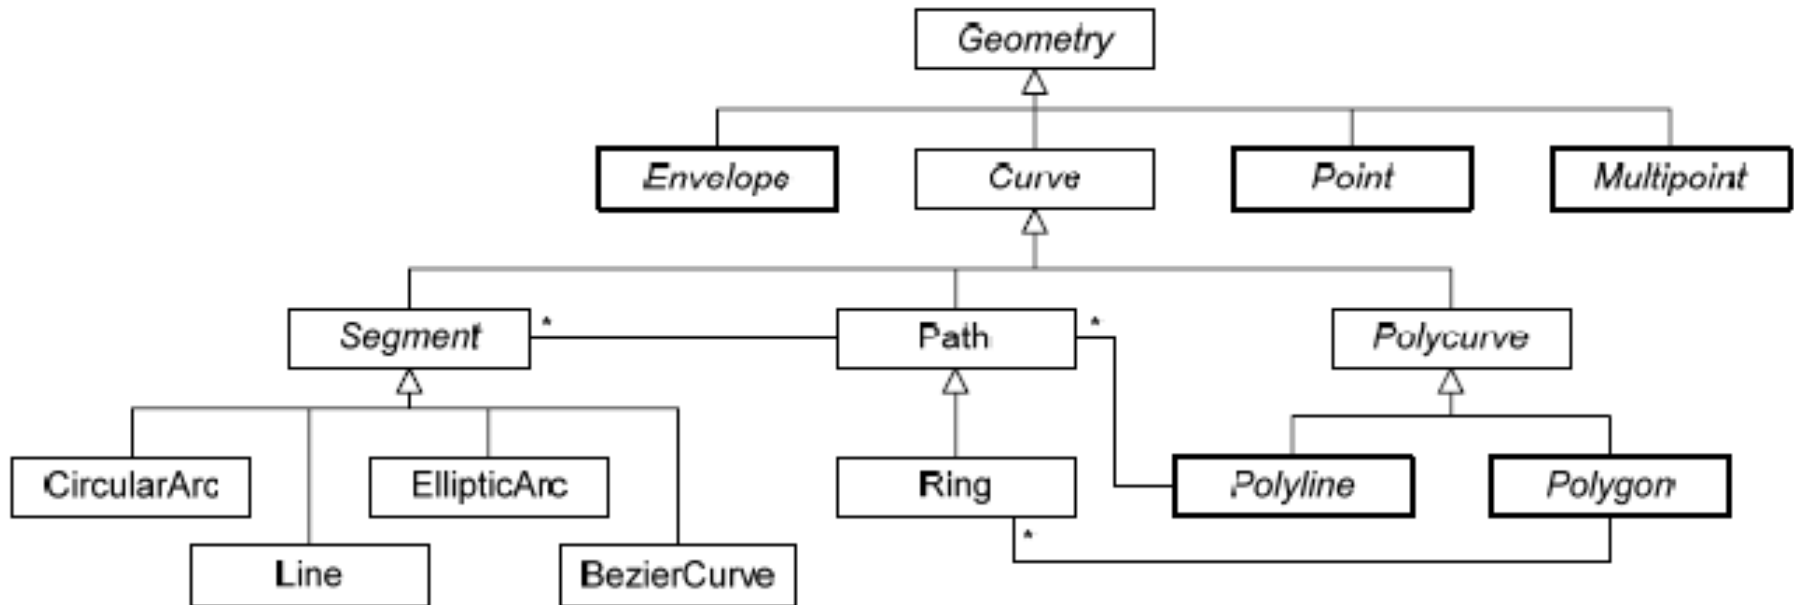 Geometry
Envelope
Curve
Point
Multipoint
Segment
*
Path
*
Polycurve
CircularArc
EllipticArc
Ring
Polyline
Polygon
*
Line
BezierCurve